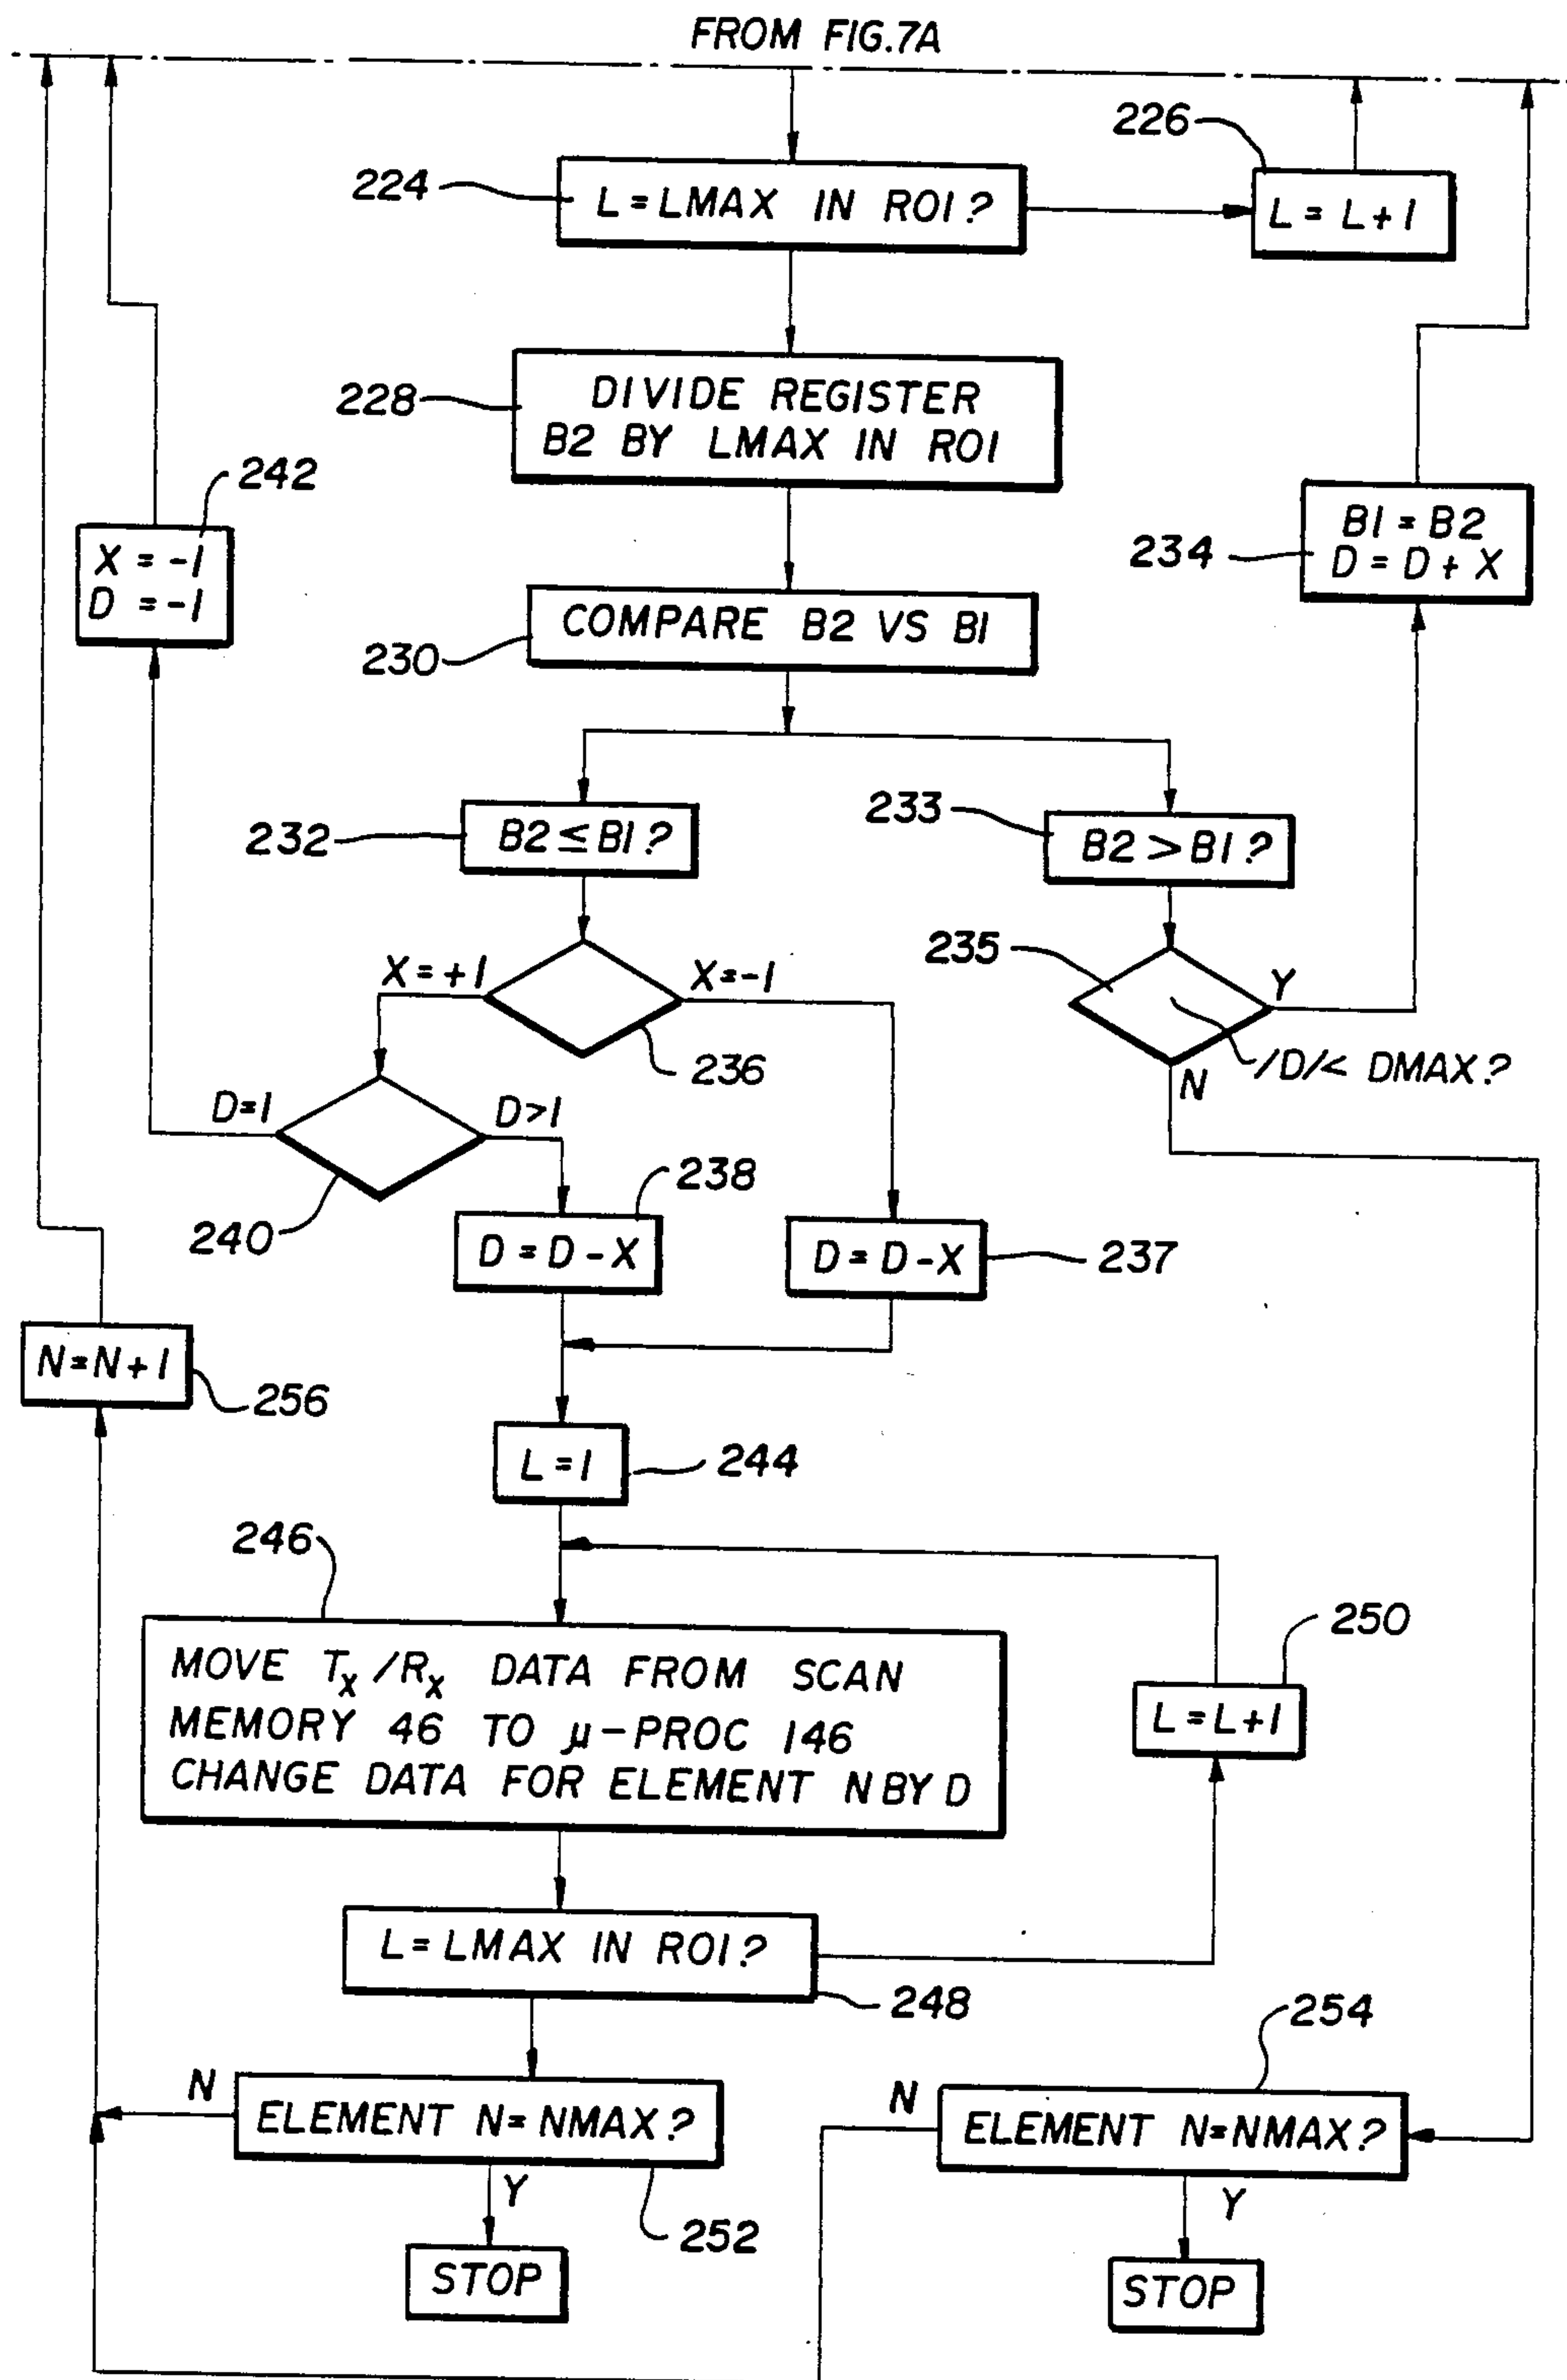 FROM FIG.7A
226
224
L=LMAX IN ROI?
L = L+1
228
DIVIDE REGISTER
B2 BY LMAX IN ROI
242
X = -1
D = -1
234
B1 = B2
D = D + X
COMPARE B2 VS B1
230
232
B2 ≤ B1?
233
B2 > B1?
235
X = +1
X=-1
Y
236
/D/< DMAX?
N
D=1
D>1
238
240
D = D - X
D = D-X
237
N=N+1
256
L = 1
244
246
250
MOVE Tx/Rx DATA FROM SCAN
MEMORY 46 TO μ-PROC 146
CHANGE DATA FOR ELEMENT N BY D
L=L+1
L=LMAX IN ROI?
248
254
N
ELEMENT N=NMAX?
N
ELEMENT N=NMAX?
Y
252
Y
STOP
STOP